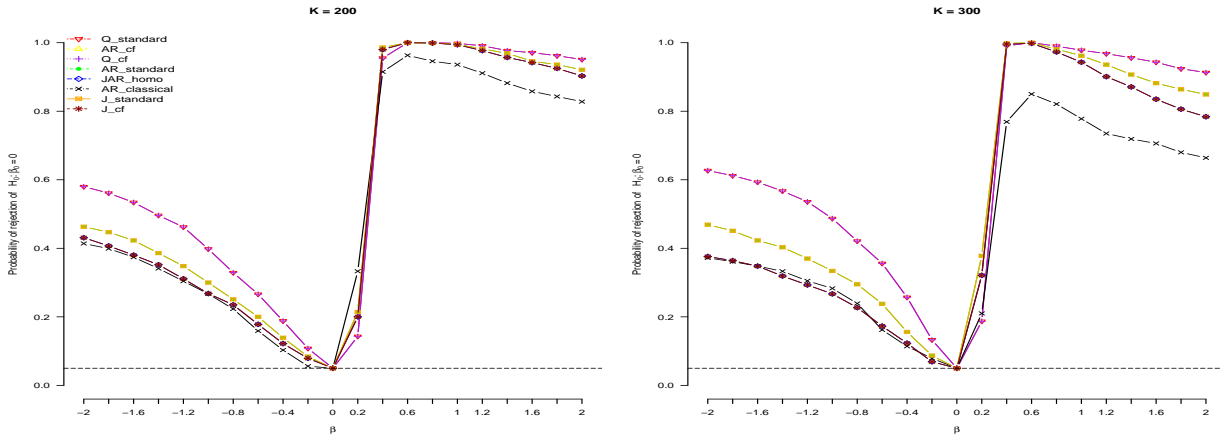 K = 200
Probability of rejection of H₀: β₀ = 0
1.0
0.8
0.6
0.4
0.2
0.0
Q_standard
AR_cf
Q_cf
AR_standard
JAR_homo
AR_classical
J_standard
J_cf
−2 −1.6 −1.2 −0.8 −0.4 0 0.2 0.6 1 1.2 1.6 2
β
K = 300
Probability of rejection of H₀: β₀ = 0
1.0
0.8
0.6
0.4
0.2
0.0
−2 −1.6 −1.2 −0.8 −0.4 0 0.2 0.6 1 1.2 1.6 2
β